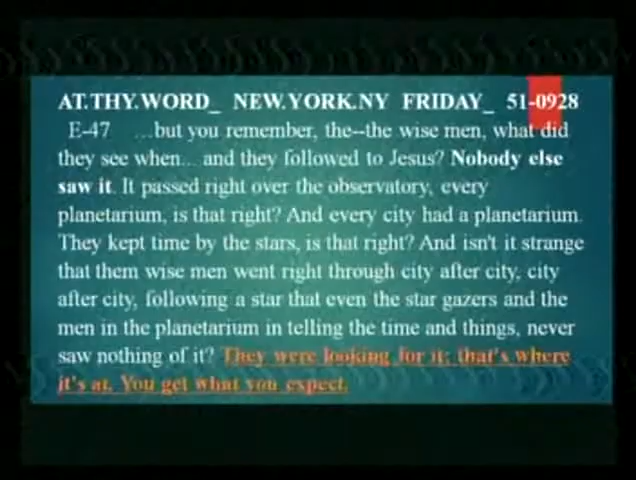 AT.THY.WORD_ NEW.YORK.NY FRIDAY_ 51-0928
E-47 ...but you remember, the--the wise men, what did
they see when... and they followed to Jesus? Nobody else
saw it. It passed right over the observatory, every
planetarium, is that right? And every city had a planetarium.
They kept time by the stars, is that right? And isn't it strange
that them wise men went right through city after city, city
after city, following a star that even the star gazers and the
men in the planetarium in telling the time and things, never
saw nothing of it? They were looking for it; that's where
it's at. You get what you expect.